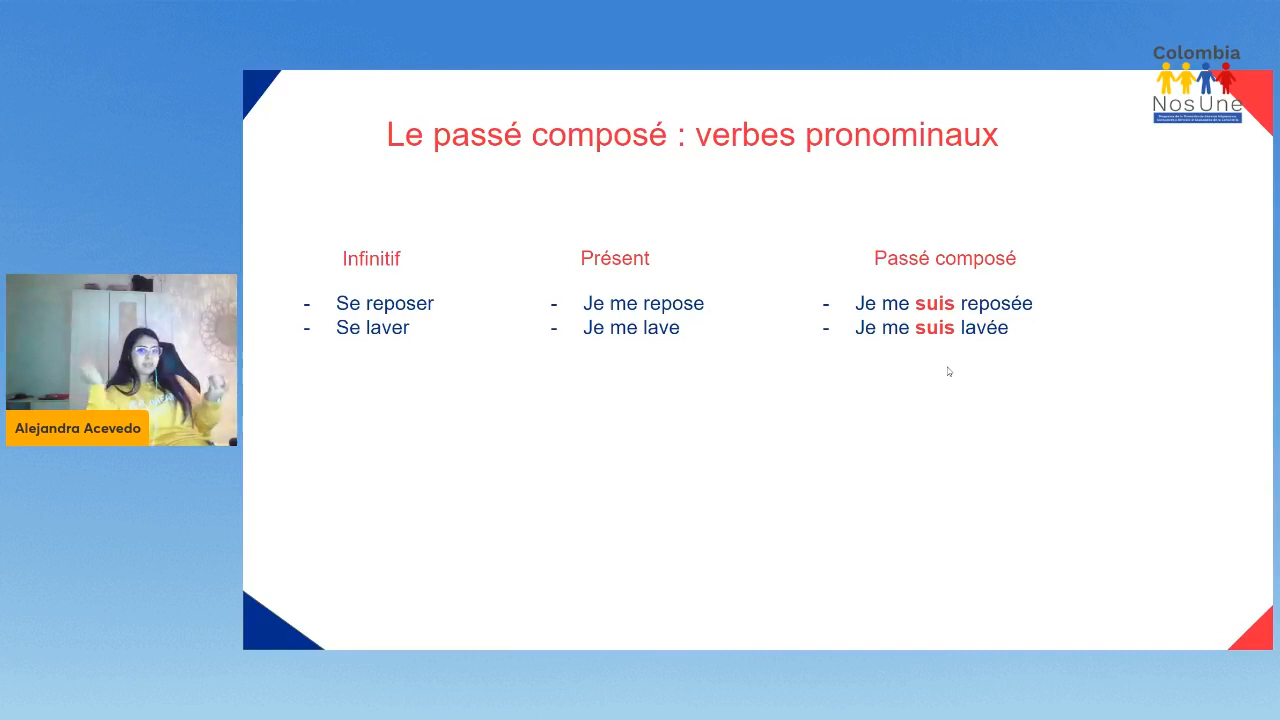 Colombia
NosUne
Le passé composé : verbes pronominaux
Infinitif
- Se reposer
- Se laver
Présent
- Je me repose
- Je me lave
Passé composé
- Je me suis reposée
- Je me suis lavée
Alejandra Acevedo